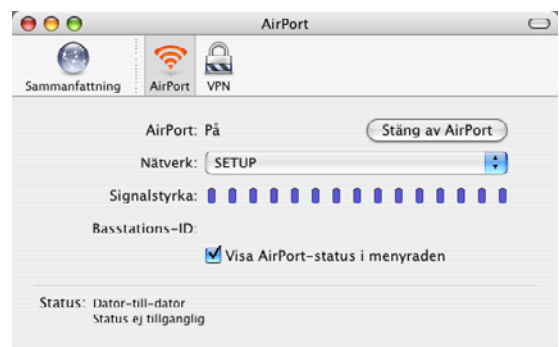 AirPort
Sammanfattning AirPort VPN
AirPort: På Stäng av AirPort
Nätverk: SETUP
Signalstyrka:
Basstations-ID:
Visa AirPort-status i menyraden
Status: Dator-till-dator
Status ej tillgänglig